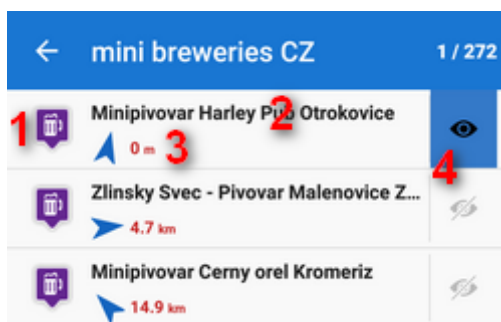 mini breweries CZ 1 / 272
1 Minipivovar Harley Pub Otrokovice 2
0 m 3
4
Zlinsky Svec - Pivovar Malenovice Z...
4.7 km
Minipivovar Cerny orel Kromeriz
14.9 km